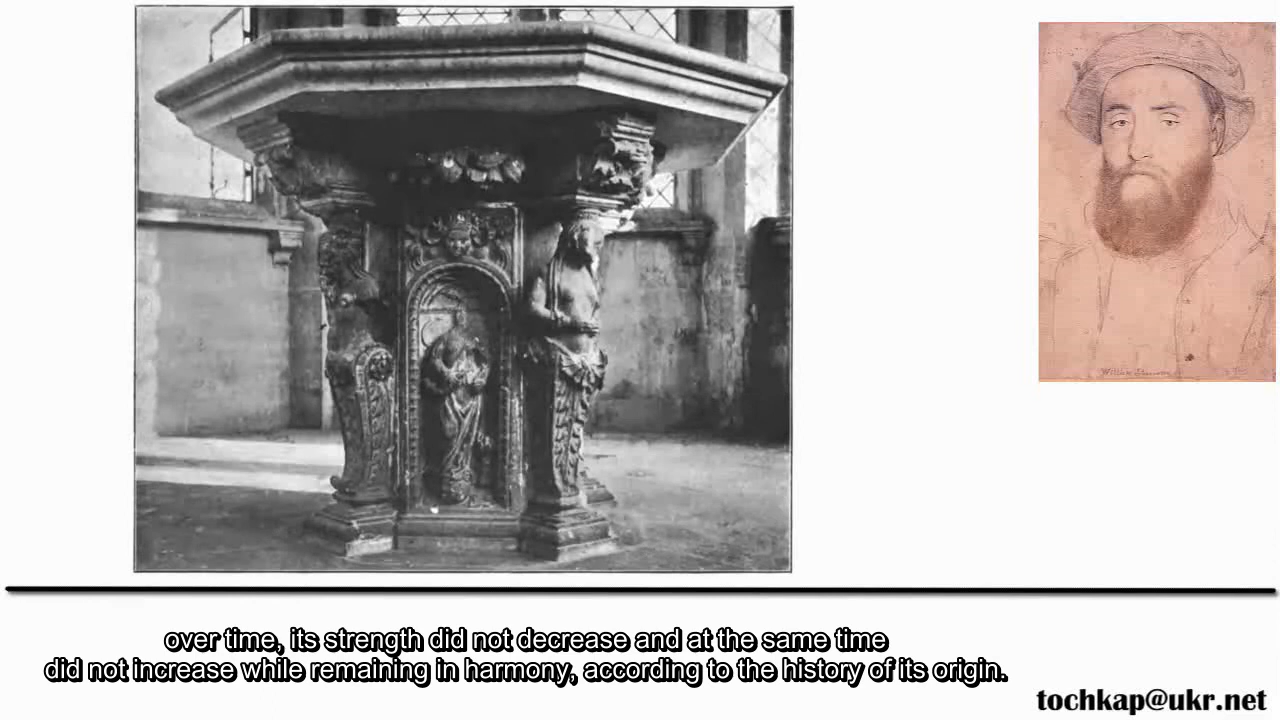 over time, its strength did not decrease and at the same time
did not increase while remaining in harmony, according to the history of its origin.
tochkap@ukr.net